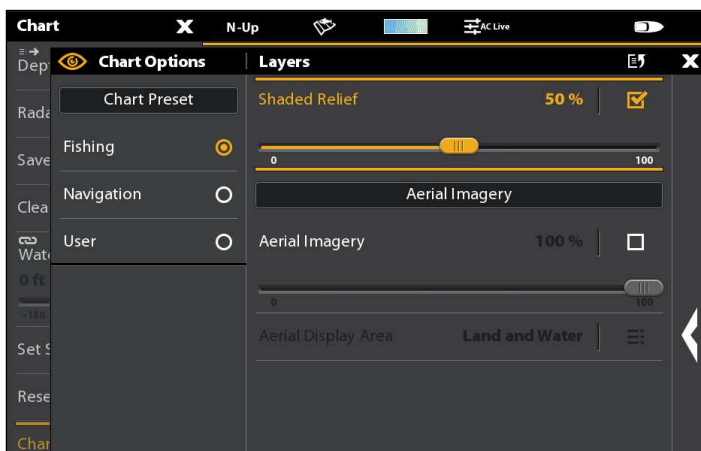 Chart X N-Up AC Live
Chart Options Layers X
Dep
Chart Preset Shaded Relief 50 %
Rada
Fishing
Save 0 100
Navigation Aerial Imagery
Clea
User Aerial Imagery 100 %
Wat
0 ft
0 100
-180
Aerial Display Area Land and Water
Set S
Rese
Char